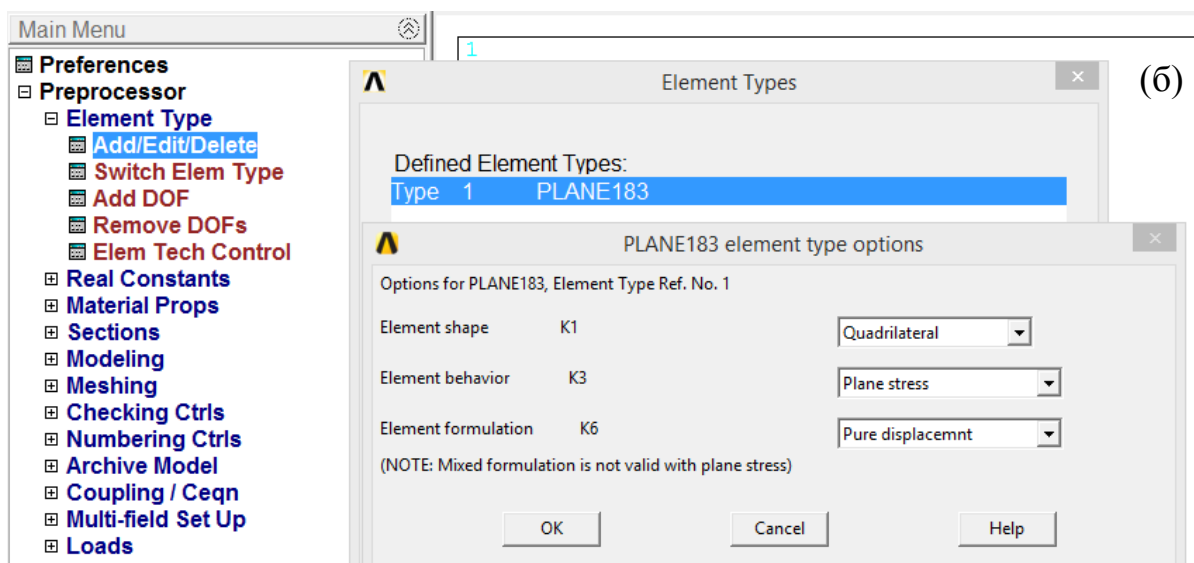 Main Menu
1
Preferences
Preprocessor
Element Type
Add/Edit/Delete
Switch Elem Type
Add DOF
Remove DOFs
Elem Tech Control
Real Constants
Material Props
Sections
Modeling
Meshing
Checking Ctrls
Numbering Ctrls
Archive Model
Coupling / Ceqn
Multi-field Set Up
Loads
Element Types
(б)
Defined Element Types:
Type 1 PLANE183
PLANE183 element type options
Options for PLANE183, Element Type Ref. No. 1
Element shape K1 Quadrilateral
Element behavior K3 Plane stress
Element formulation K6 Pure displacemnt
(NOTE: Mixed formulation is not valid with plane stress)
OK Cancel Help